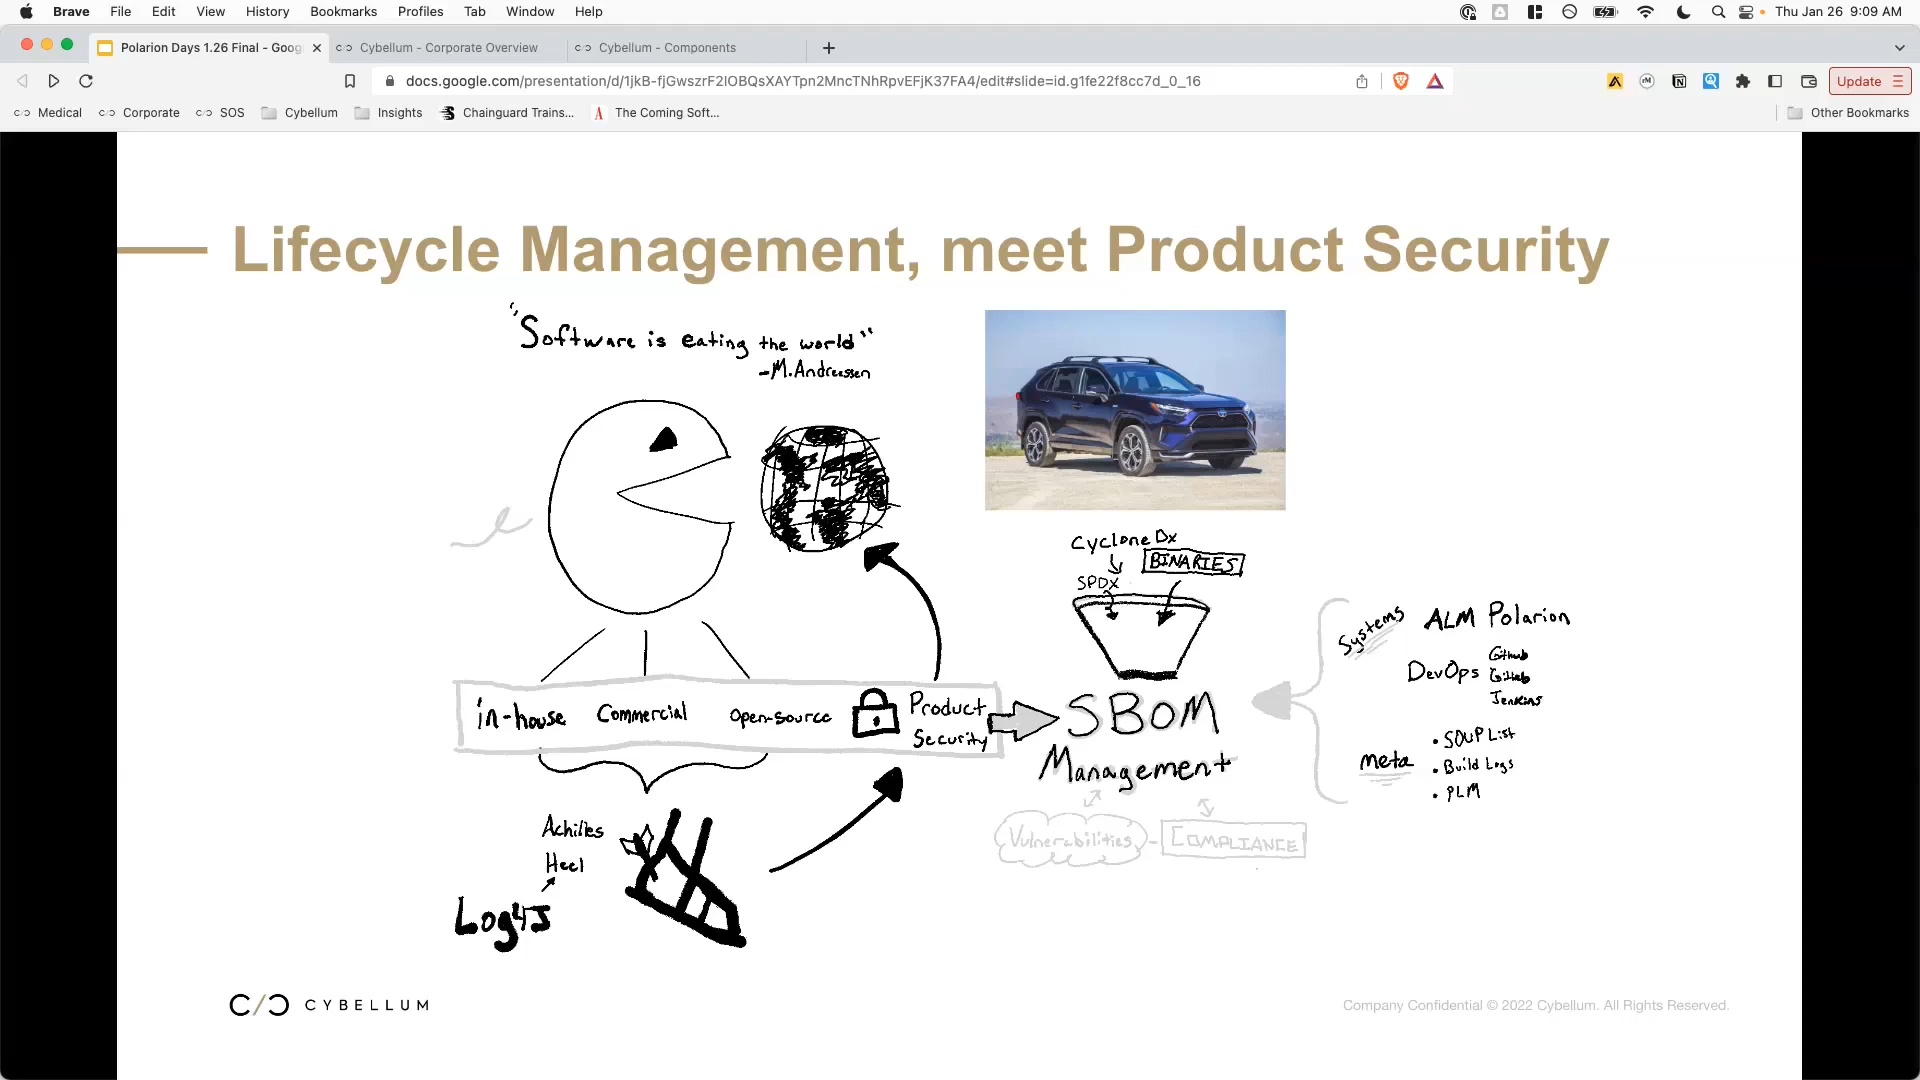 Brave File Edit View History Bookmarks Profiles Tab Window Help Thu Jan 26 9:09 AM
Polarion Days 1.26 Final - Goog Cybellum - Corporate Overview Cybellum - Components
docs.google.com/presentation/d/1jkB-fjGwszrF2IOBQsXAYTpn2MncTNhRpvEFjK37FA4/edit#slide=id.g1fe22f8cc7d_0_16 Update
Medical Corporate SOS Cybellum Insights Chainguard Trains... The Coming Soft... Other Bookmarks
Lifecycle Management, meet Product Security
"Software is eating the world"
-M.Andreessen
CycloneDx
BINARIES
SPDX
Systems
ALM Polarion
DevOps
Github
Gitlab
Jenkins
in-house Commercial Open-source Product
Security
SBOM
Management
Meta
• SOUP List
• Build Logs
• PLM
Vulnerabilities - COMPLIANCE
Achilles
Heel
Log4J
CYBELLUM
Company Confidential © 2022 Cybellum. All Rights Reserved.